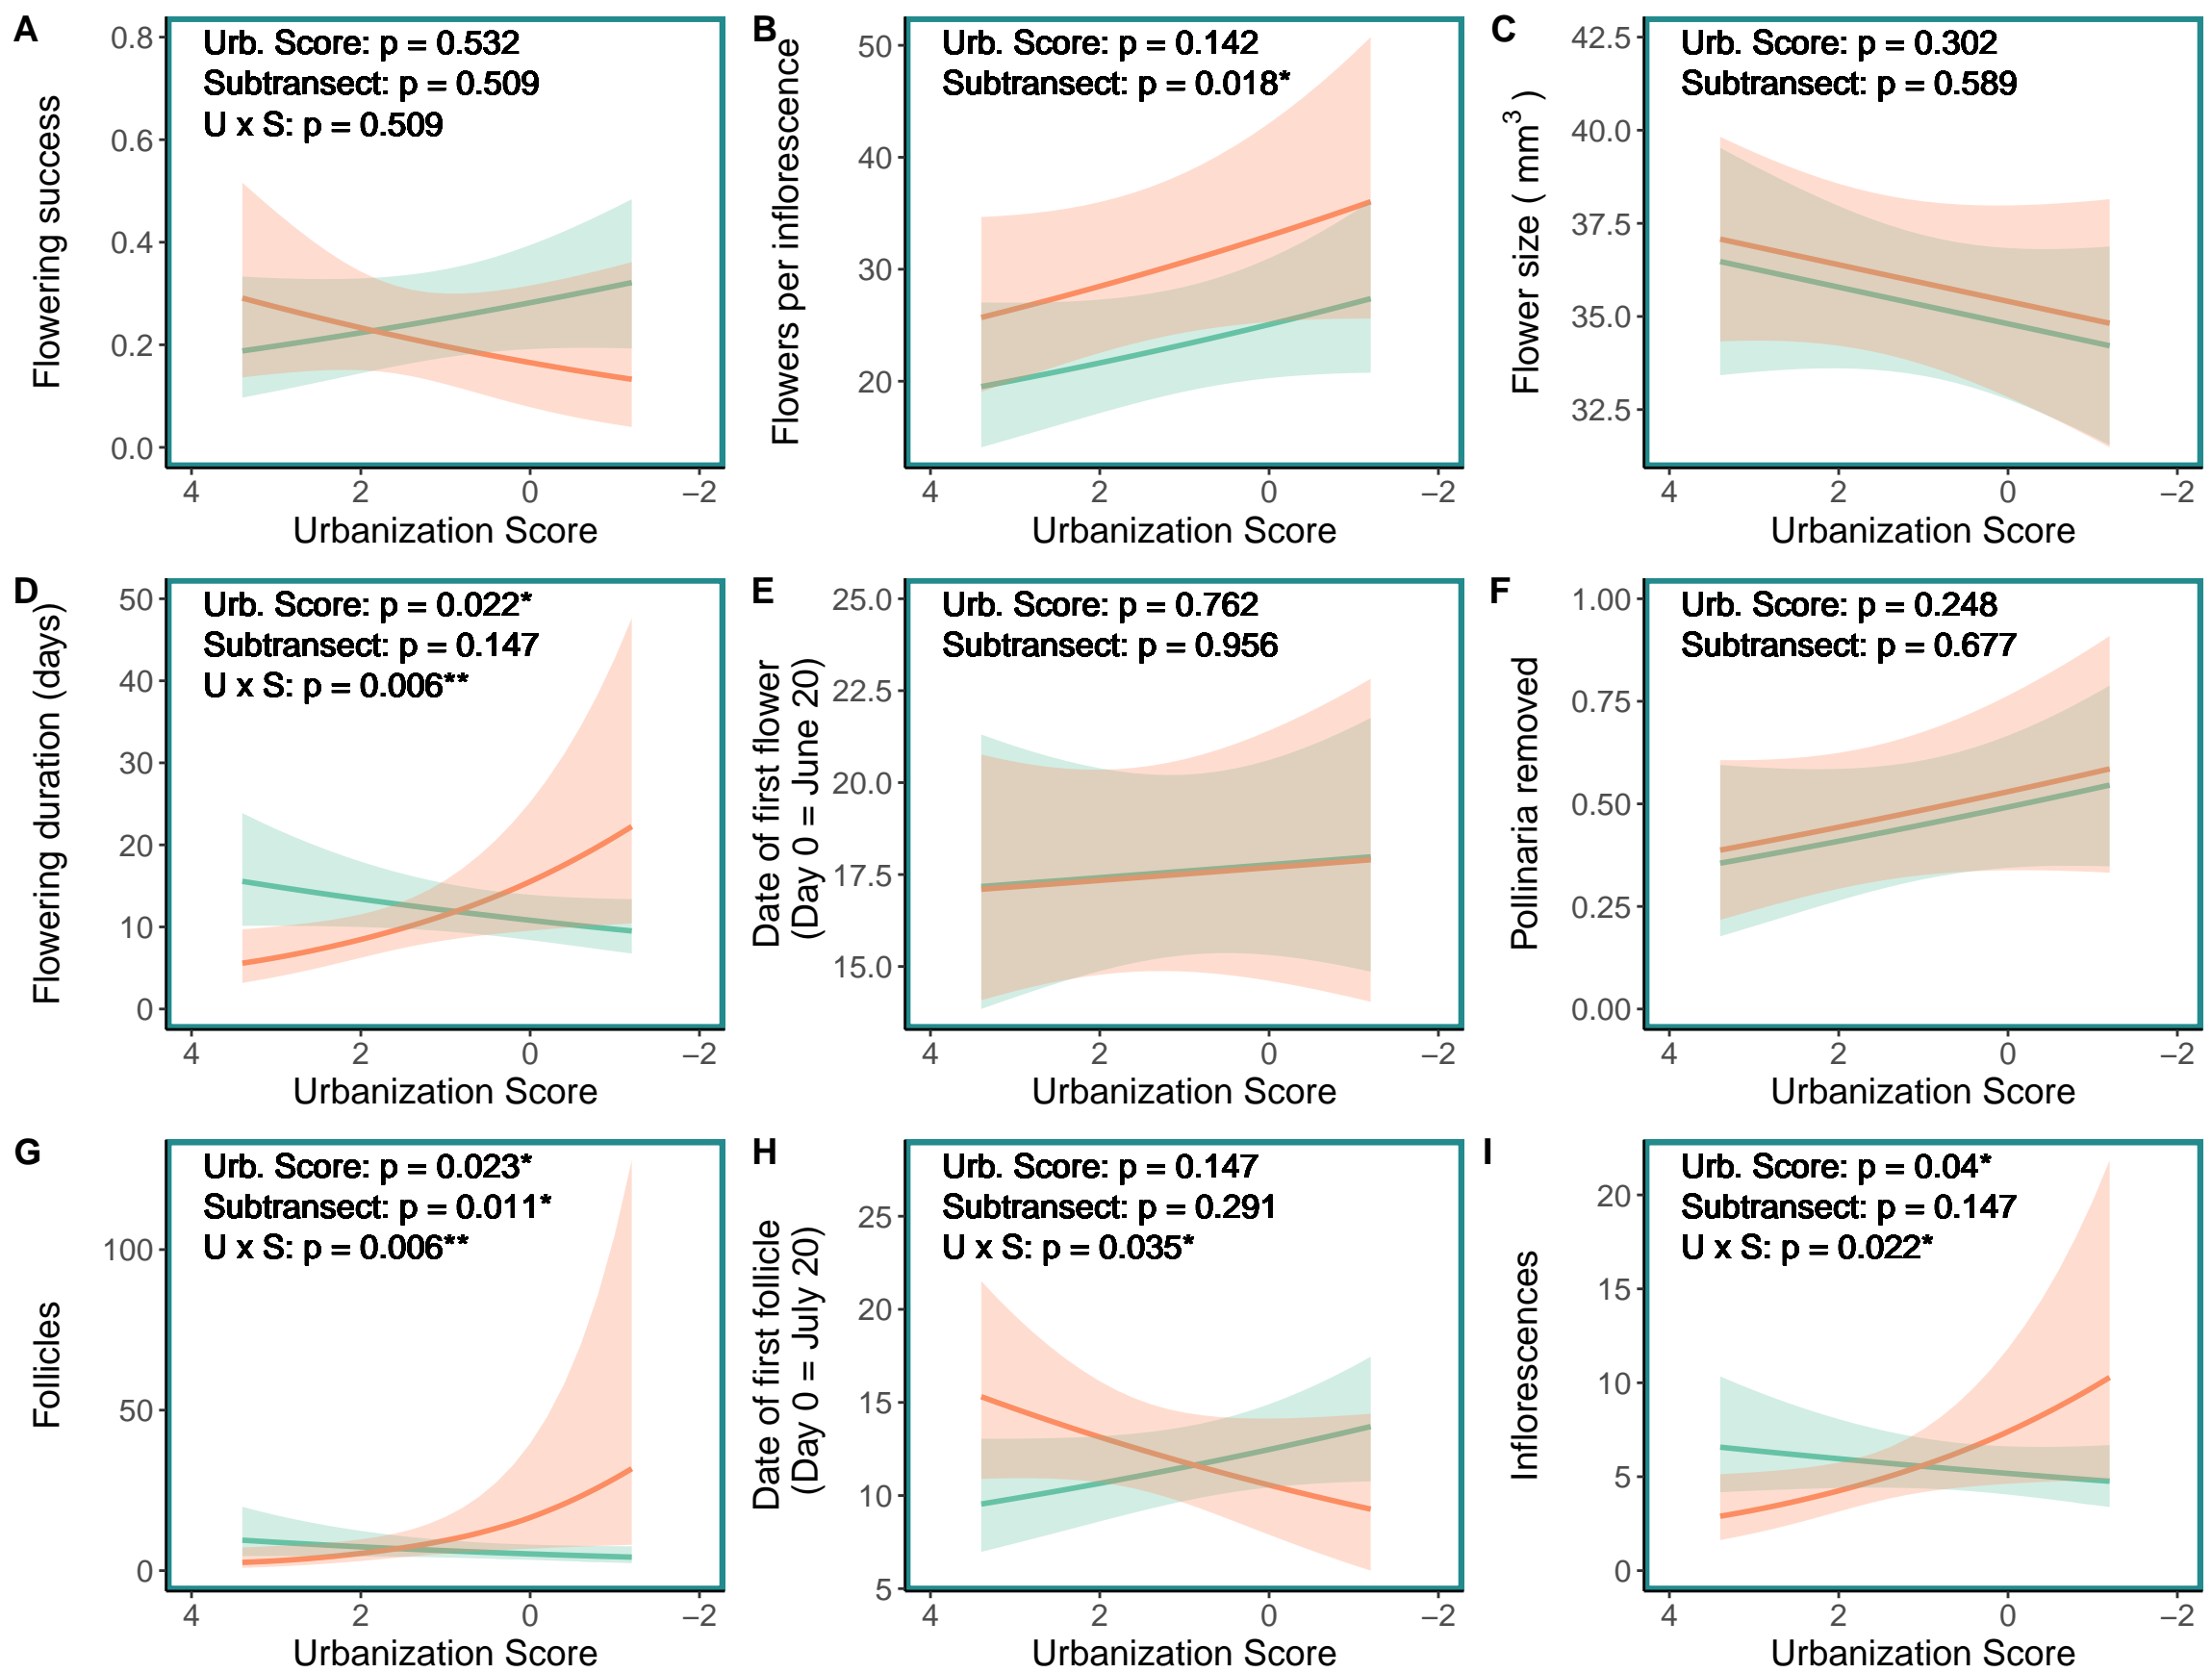 A
Urb. Score: p = 0.532
Subtransect: p = 0.509
U x S: p = 0.509
Flowering success
0.8
0.6
0.4
0.2
0.0
4 2 0 −2
Urbanization Score
B
Urb. Score: p = 0.142
Subtransect: p = 0.018*
Flowers per inflorescence
50
40
30
20
4 2 0 −2
Urbanization Score
C
Urb. Score: p = 0.302
Subtransect: p = 0.589
Flower size ( mm³ )
42.5
40.0
37.5
35.0
32.5
4 2 0 −2
Urbanization Score
D
Urb. Score: p = 0.022*
Subtransect: p = 0.147
U x S: p = 0.006**
Flowering duration (days)
50
40
30
20
10
0
4 2 0 −2
Urbanization Score
E
Urb. Score: p = 0.762
Subtransect: p = 0.956
Date of first flower
(Day 0 = June 20)
25.0
22.5
20.0
17.5
15.0
4 2 0 −2
Urbanization Score
F
Urb. Score: p = 0.248
Subtransect: p = 0.677
Pollinaria removed
1.00
0.75
0.50
0.25
0.00
4 2 0 −2
Urbanization Score
G
Urb. Score: p = 0.023*
Subtransect: p = 0.011*
U x S: p = 0.006**
Follicles
100
50
0
4 2 0 −2
Urbanization Score
H
Urb. Score: p = 0.147
Subtransect: p = 0.291
U x S: p = 0.035*
Date of first follicle
(Day 0 = July 20)
25
20
15
10
5
4 2 0 −2
Urbanization Score
I
Urb. Score: p = 0.04*
Subtransect: p = 0.147
U x S: p = 0.022*
Inflorescences
20
15
10
5
0
4 2 0 −2
Urbanization Score